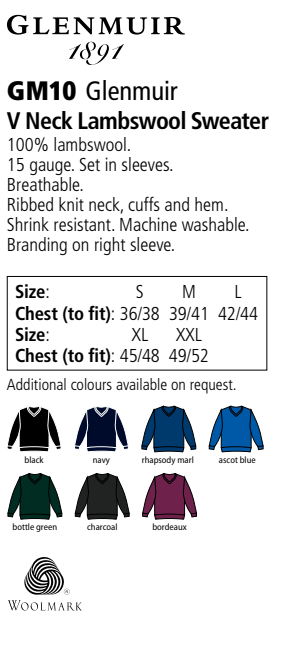 GLENMUIR
1891
GM10 Glenmuir
V Neck Lambswool Sweater
100% lambswool.
15 gauge. Set in sleeves.
Breathable.
Ribbed knit neck, cuffs and hem.
Shrink resistant. Machine washable.
Branding on right sleeve.
Size: S M L
Chest (to fit): 36/38 39/41 42/44
Size: XL XXL
Chest (to fit): 45/48 49/52
Additional colours available on request.
black navy rhapsody marl ascot blue
bottle green charcoal bordeaux
®
WOOLMARK